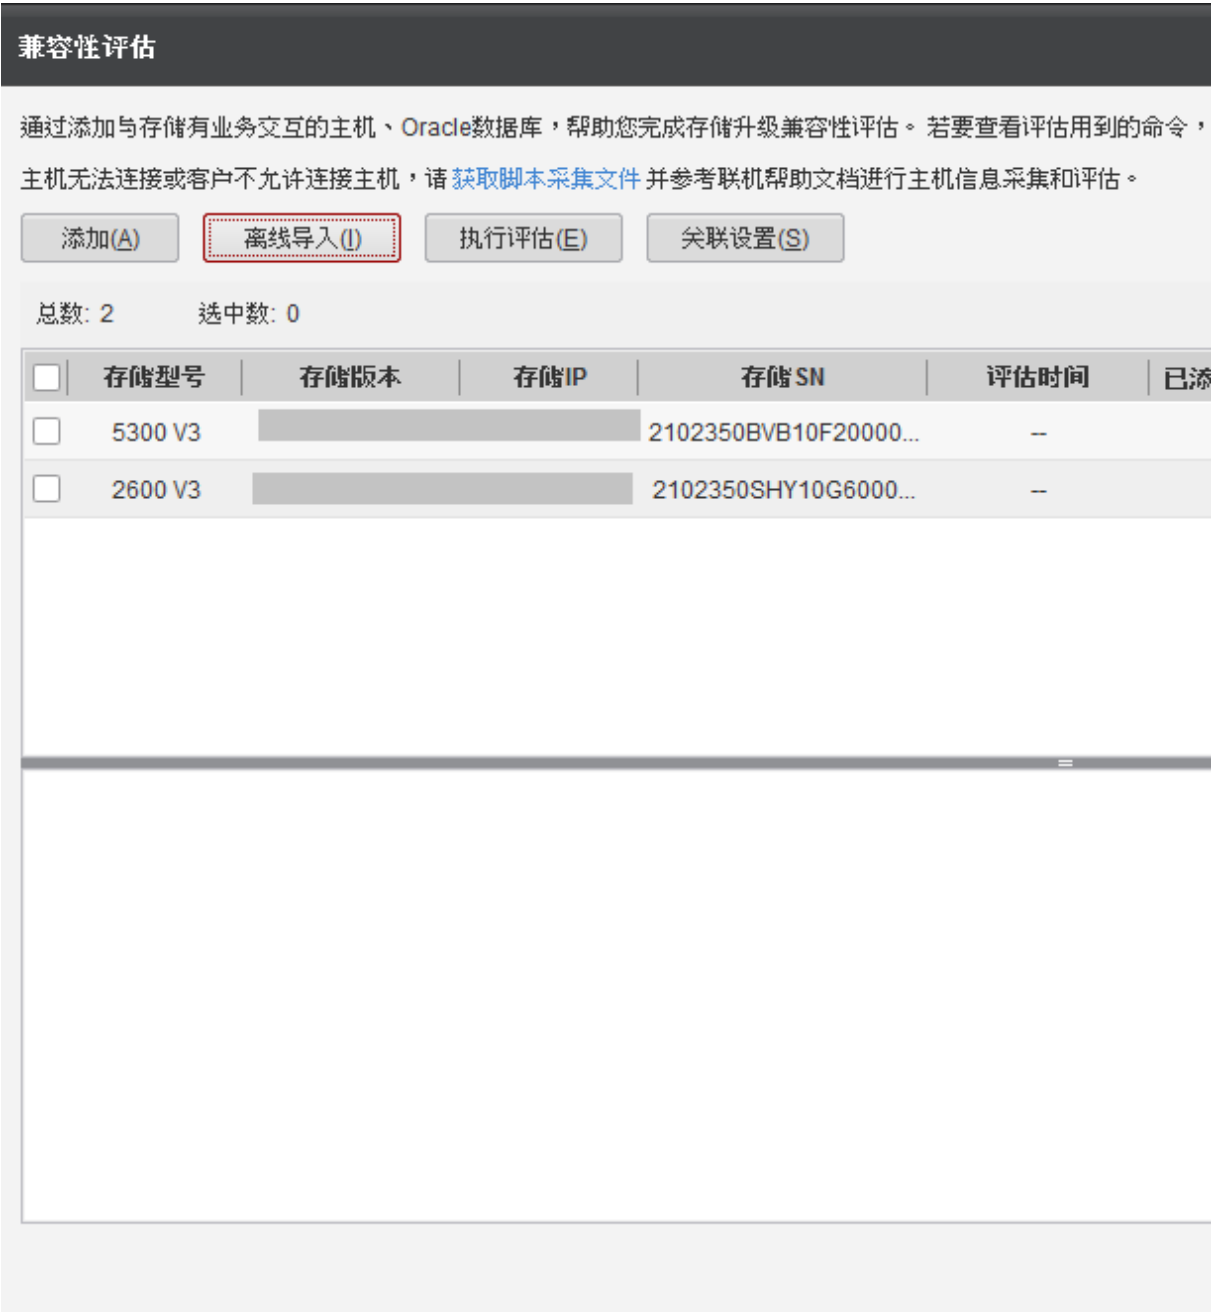 兼容性评估
通过添加与存储有业务交互的主机、Oracle数据库，帮助您完成存储升级兼容性评估。 若要查看评估用到的命令，
主机无法连接或客户不允许连接主机，请 获取脚本采集文件 并参考联机帮助文档进行主机信息采集和评估。
添加(A) 离线导入(I) 执行评估(E) 关联设置(S)
总数: 2 选中数: 0
存储型号 存储版本 存储IP 存储SN 评估时间 已添
5300 V3 2102350BVB10F20000... --
2600 V3 2102350SHY10G6000... --